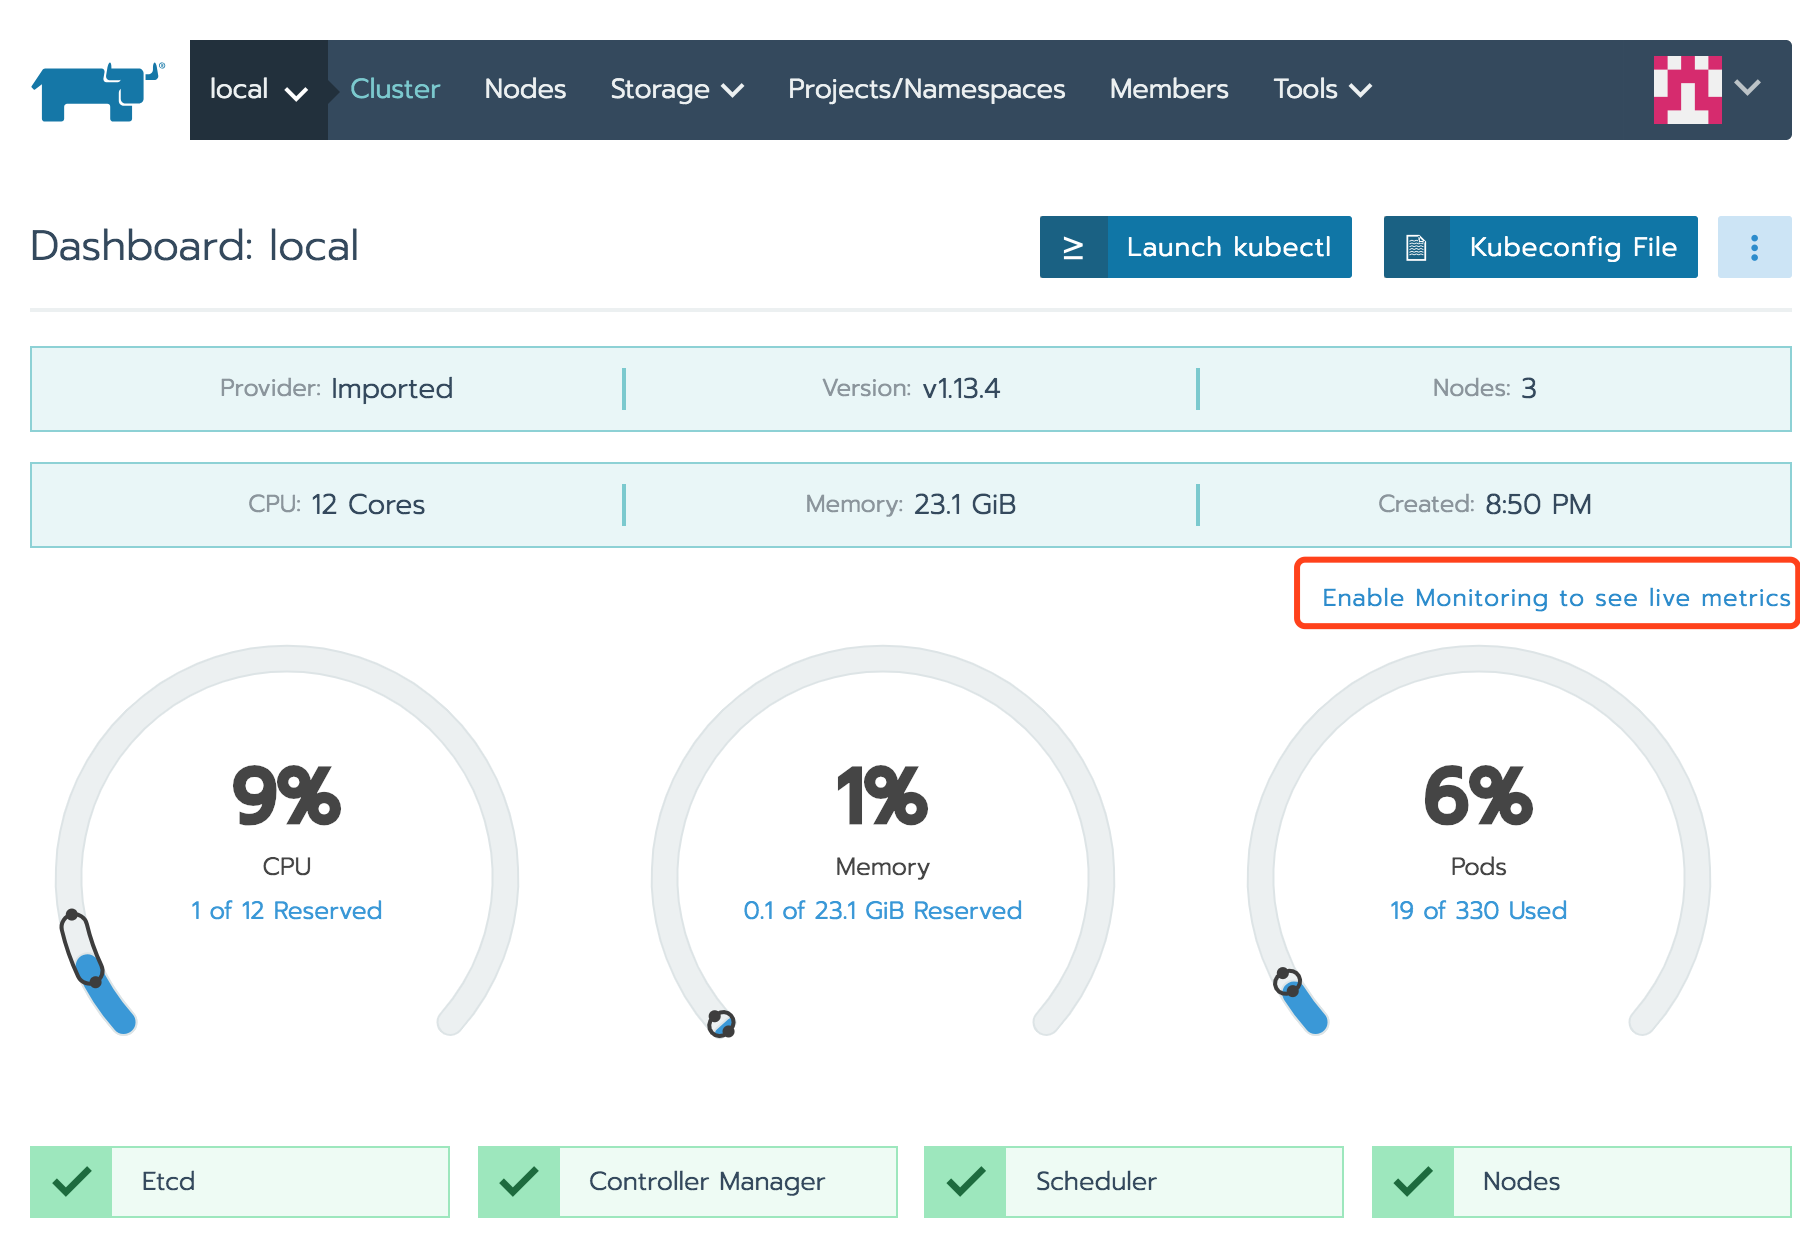 local Cluster Nodes Storage Projects/Namespaces Members Tools
Dashboard: local
Launch kubectl
Kubeconfig File
Provider: Imported
Version: v1.13.4
Nodes: 3
CPU: 12 Cores
Memory: 23.1 GiB
Created: 8:50 PM
Enable Monitoring to see live metrics
9%
CPU
1 of 12 Reserved
1%
Memory
0.1 of 23.1 GiB Reserved
6%
Pods
19 of 330 Used
Etcd
Controller Manager
Scheduler
Nodes